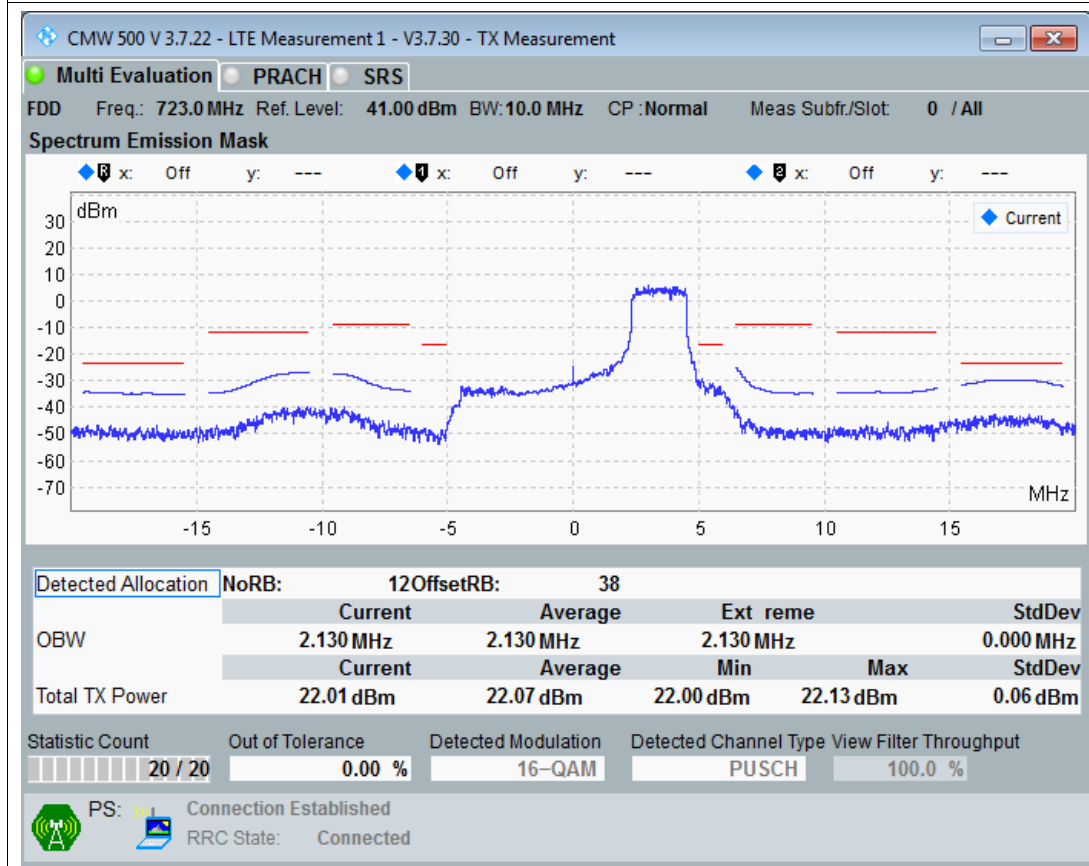 CMW 500 V 3.7.22 - LTE Measurement 1 - V3.7.30 - TX Measurement
Multi Evaluation PRACH SRS
FDD Freq.: 723.0 MHz Ref. Level: 41.00 dBm BW: 10.0 MHz CP : Normal Meas Subfr./Slot: 0 / All
Spectrum Emission Mask
R x: Off y: --- 1 x: Off y: --- 2 x: Off y: ---
dBm
Current
30
20
10
0
-10
-20
-30
-40
-50
-60
-70
MHz
-15 -10 -5 0 5 10 15
Detected Allocation NoRB: 12 OffsetRB: 38
Current Average Ext reme StdDev
OBW 2.130 MHz 2.130 MHz 2.130 MHz 0.000 MHz
Current Average Min Max StdDev
Total TX Power 22.01 dBm 22.07 dBm 22.00 dBm 22.13 dBm 0.06 dBm
Statistic Count Out of Tolerance Detected Modulation Detected Channel Type View Filter Throughput
20 / 20 0.00 % 16-QAM PUSCH 100.0 %
PS: Connection Established
RRC State: Connected